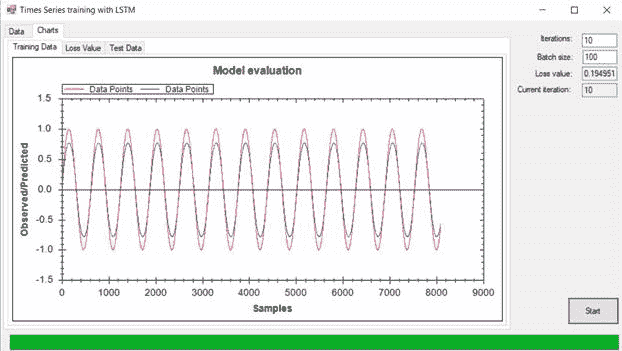 Times Series training with LSTM
Data Charts
Training Data Loss Value Test Data
Iterations: 10
Batch size: 100
Loss value: 0.194951
Current iteration: 10
Model evaluation
Data Points Data Points
1.5
1.0
0.5
0.0
-0.5
-1.0
-1.5
Observed/Predicted
0 1000 2000 3000 4000 5000 6000 7000 8000 9000
Samples
Start